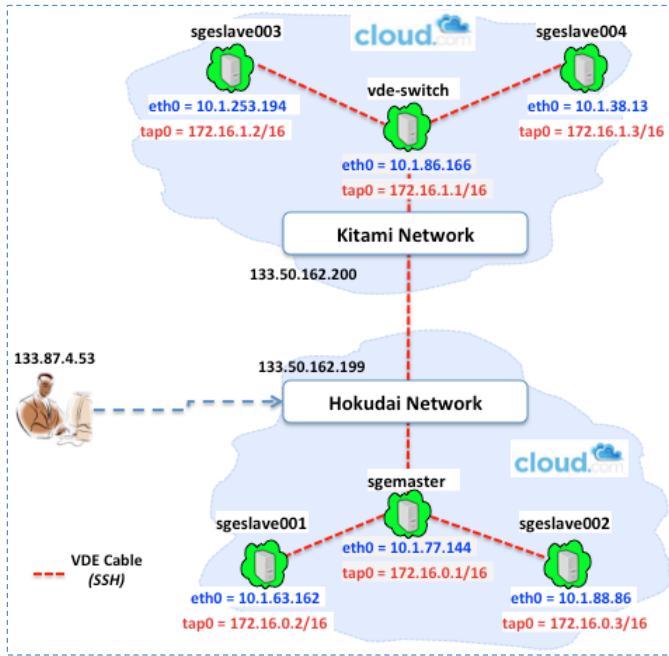 sgeslave003
cloud.com
sgeslave004
eth0 = 10.1.253.194
tap0 = 172.16.1.2/16
vde-switch
eth0 = 10.1.38.13
tap0 = 172.16.1.3/16
eth0 = 10.1.86.166
tap0 = 172.16.1.1/16
Kitami Network
133.50.162.200
133.87.4.53
133.50.162.199
Hokudai Network
cloud.com
sgemaster
sgeslave001
sgeslave002
eth0 = 10.1.77.144
tap0 = 172.16.0.1/16
eth0 = 10.1.63.162
tap0 = 172.16.0.2/16
eth0 = 10.1.88.86
tap0 = 172.16.0.3/16
VDE Cable
(SSH)